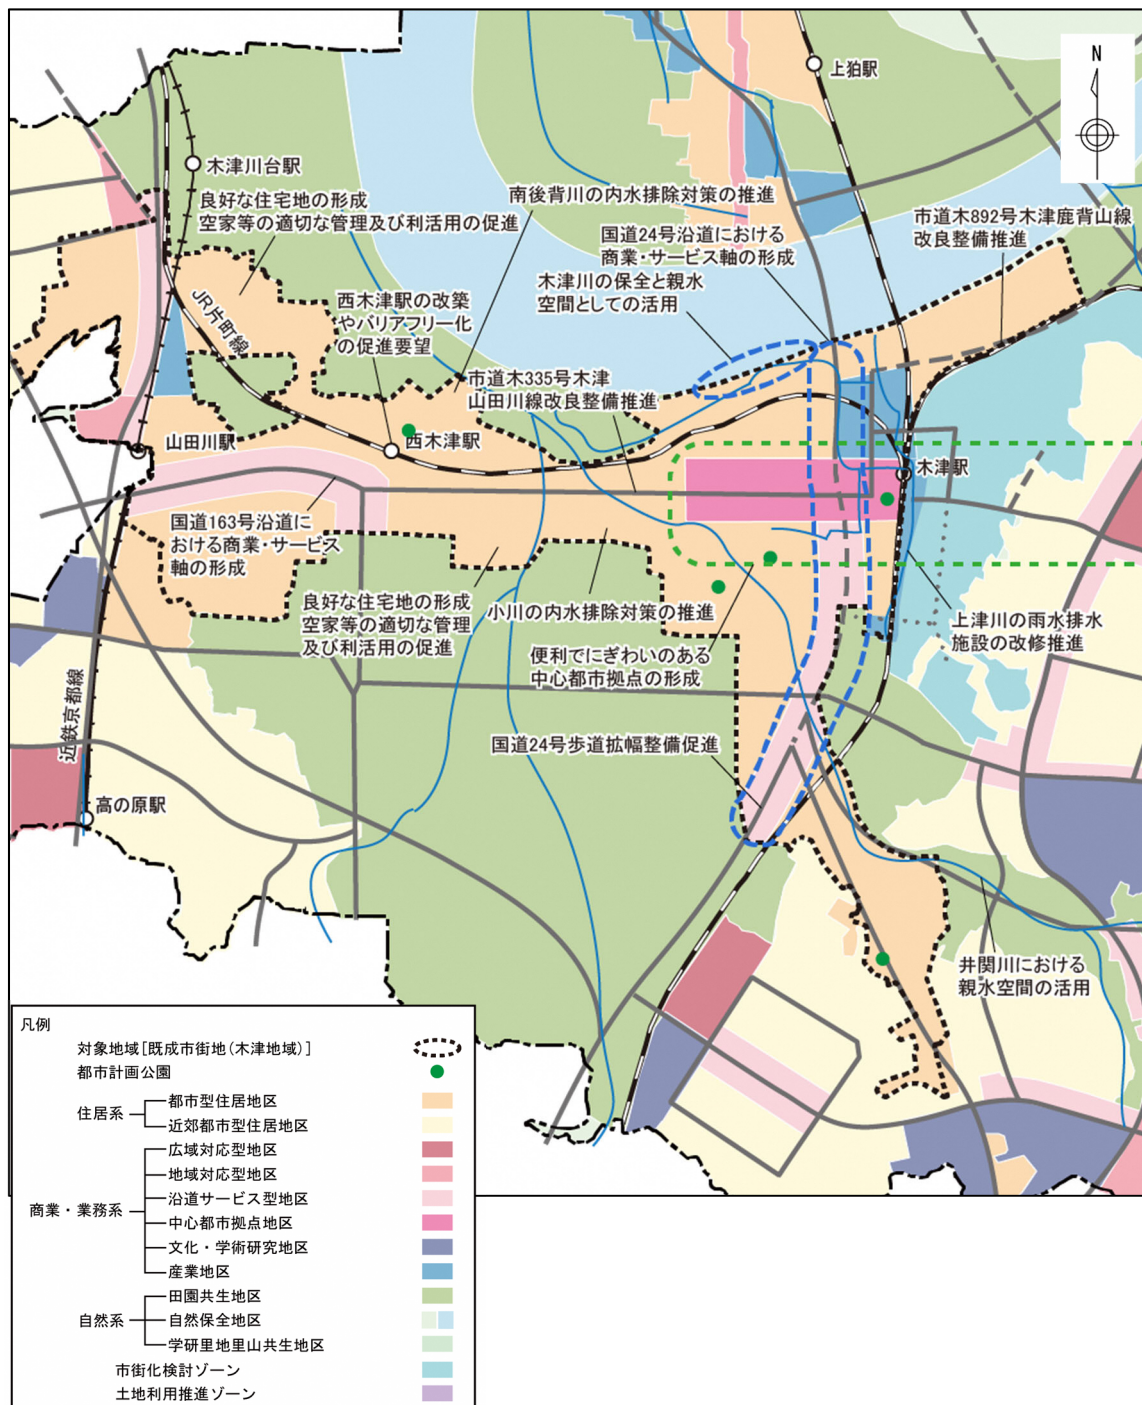 N
上狛駅
木津川台駅
良好な住宅地の形成
空家等の適切な管理及び利活用の促進
南後背川の内水排除対策の推進
国道24号沿道における
商業・サービス軸の形成
市道木892号木津鹿背山線
改良整備推進
木津川の保全と親水
空間としての活用
JR片町線
西木津駅の改築
やバリアフリー化
の促進要望
市道木335号木津
山田川線改良整備推進
山田川駅
西木津駅
木津駅
国道163号沿道に
おける商業・サービス
軸の形成
良好な住宅地の形成
空家等の適切な管理
及び利活用の促進
小川の内水排除対策の推進
上津川の雨水排水
施設の改修推進
便利でにぎわいのある
中心都市拠点の形成
近鉄京都線
国道24号歩道拡幅整備促進
高の原駅
井関川における
親水空間の活用
凡例
対象地域[既成市街地(木津地域)]
都市計画公園
住居系
都市型住居地区
近郊都市型住居地区
商業・業務系
広域対応型地区
地域対応型地区
沿道サービス型地区
中心都市拠点地区
文化・学術研究地区
産業地区
自然系
田園共生地区
自然保全地区
学研里地里山共生地区
市街化検討ゾーン
土地利用推進ゾーン